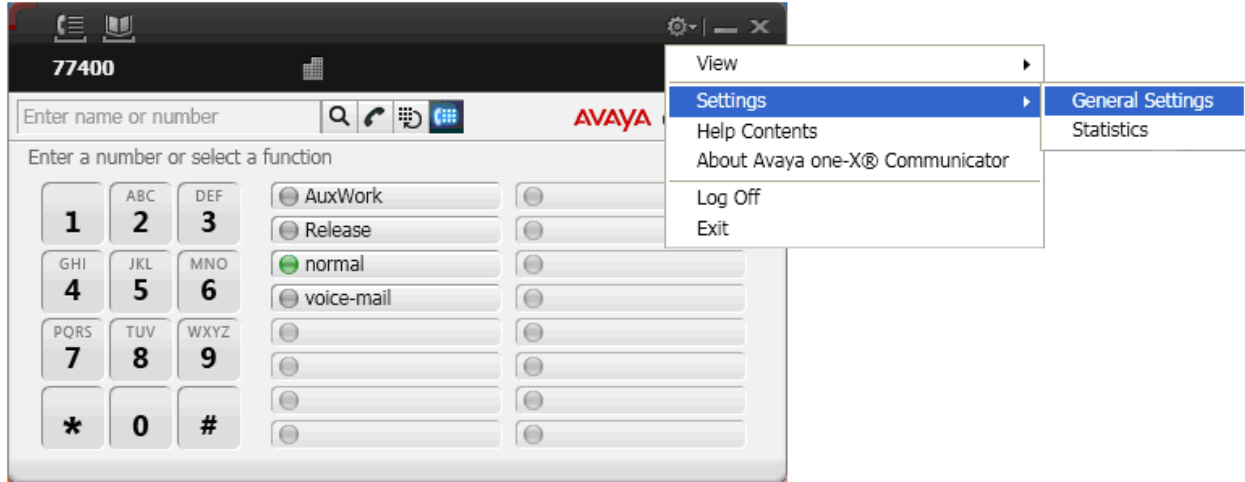 77400
Enter name or number
AVAYA
Enter a number or select a function
1
ABC
2
DEF
3
GHI
4
JKL
5
MNO
6
PQRS
7
TUV
8
WXYZ
9
*
0
#
AuxWork
Release
normal
voice-mail
View
Settings
Help Contents
About Avaya one-X® Communicator
Log Off
Exit
General Settings
Statistics